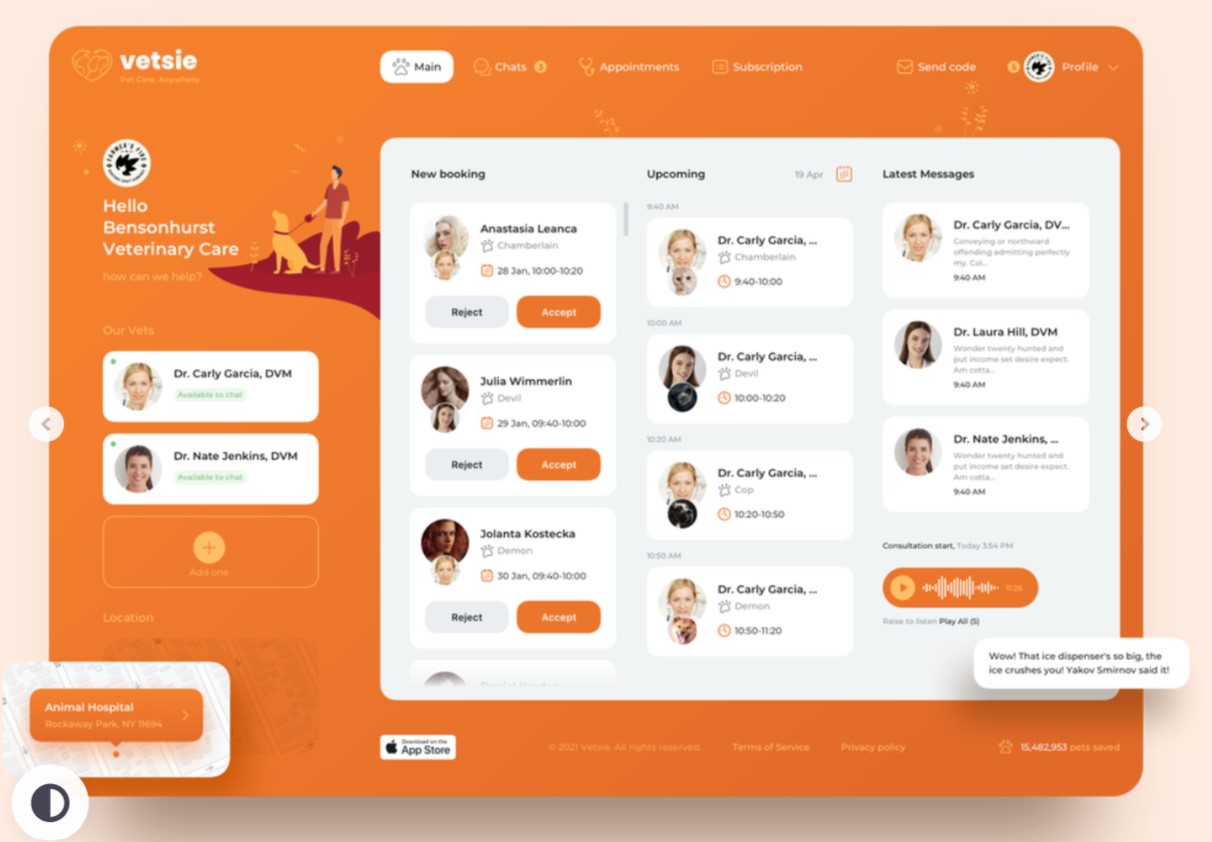 vetsie
Pet Care, Anywhere.
Main
Chats 3
Appointments
Subscription
Send code
5
Profile
FARMER'S FIRE
Hello
Bensonhurst
Veterinary Care
how can we help?
Our Vets
Dr. Carly Garcia, DVM
Available to chat
Dr. Nate Jenkins, DVM
Available to chat
Add one
Location
Animal Hospital
Rockaway Park, NY 11694
New booking
Anastasia Leanca
Chamberlain
28 Jan, 10:00-10:20
Reject Accept
Julia Wimmerlin
Devil
29 Jan, 09:40-10:00
Reject Accept
Jolanta Kostecka
Demon
30 Jan, 09:40-10:00
Reject Accept
Upcoming 19 Apr
9:40 AM
Dr. Carly Garcia, ...
Chamberlain
9:40-10:00
10:00 AM
Dr. Carly Garcia, ...
Devil
10:00-10:20
10:20 AM
Dr. Carly Garcia, ...
Cop
10:20-10:50
10:50 AM
Dr. Carly Garcia, ...
Demon
10:50-11:20
Latest Messages
Dr. Carly Garcia, DV...
Conveying or northward
offending admitting perfectly
my. Col...
9:40 AM
Dr. Laura Hill, DVM
Wonder twenty hunted and
put income set desire expect.
Am cotta...
9:40 AM
Dr. Nate Jenkins, ...
Wonder twenty hunted and
put income set desire expect.
Am cotta...
9:40 AM
Consultation start, Today 3:54 PM
11:26
Raise to listen Play All (5)
Wow! That ice dispenser's so big, the
ice crushes you! Yakov Smirnov said it!
Download on the
App Store
© 2021 Vetsie. All rights reserved.
Terms of Service
Privacy policy
15,482,953 pets saved